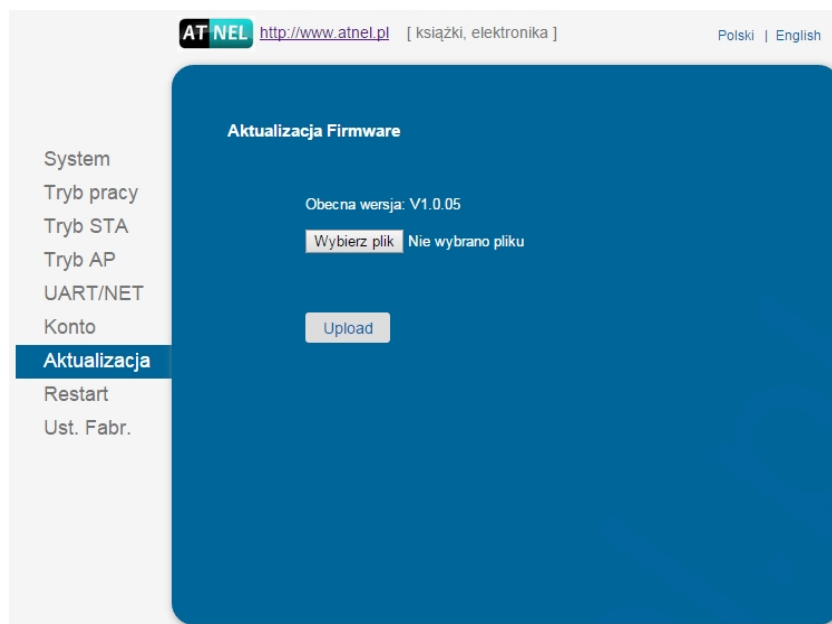 AT NEL http://www.atnel.pl [ książki, elektronika ] Polski | English
Aktualizacja Firmware
System
Tryb pracy
Tryb STA
Tryb AP
UART/NET
Konto
Aktualizacja
Restart
Ust. Fabr.
Obecna wersja: V1.0.05
Wybierz plik Nie wybrano pliku
Upload